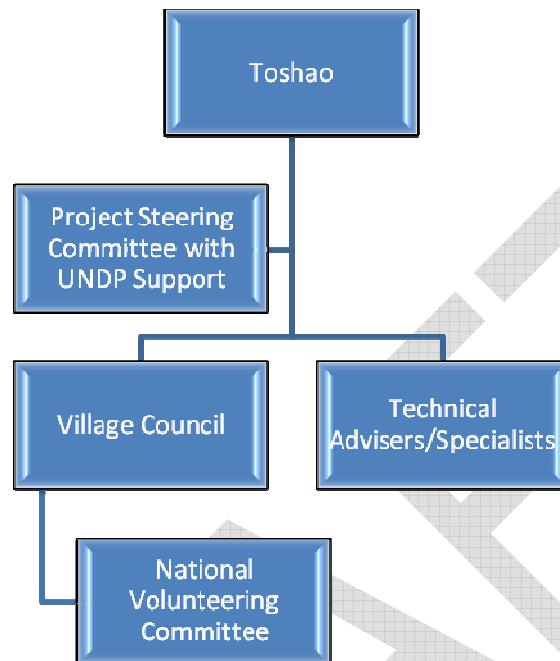 Toshao
Project Steering
Committee with
UNDP Support
Village Council
Technical
Advisers/Specialists
National
Volunteering
Committee